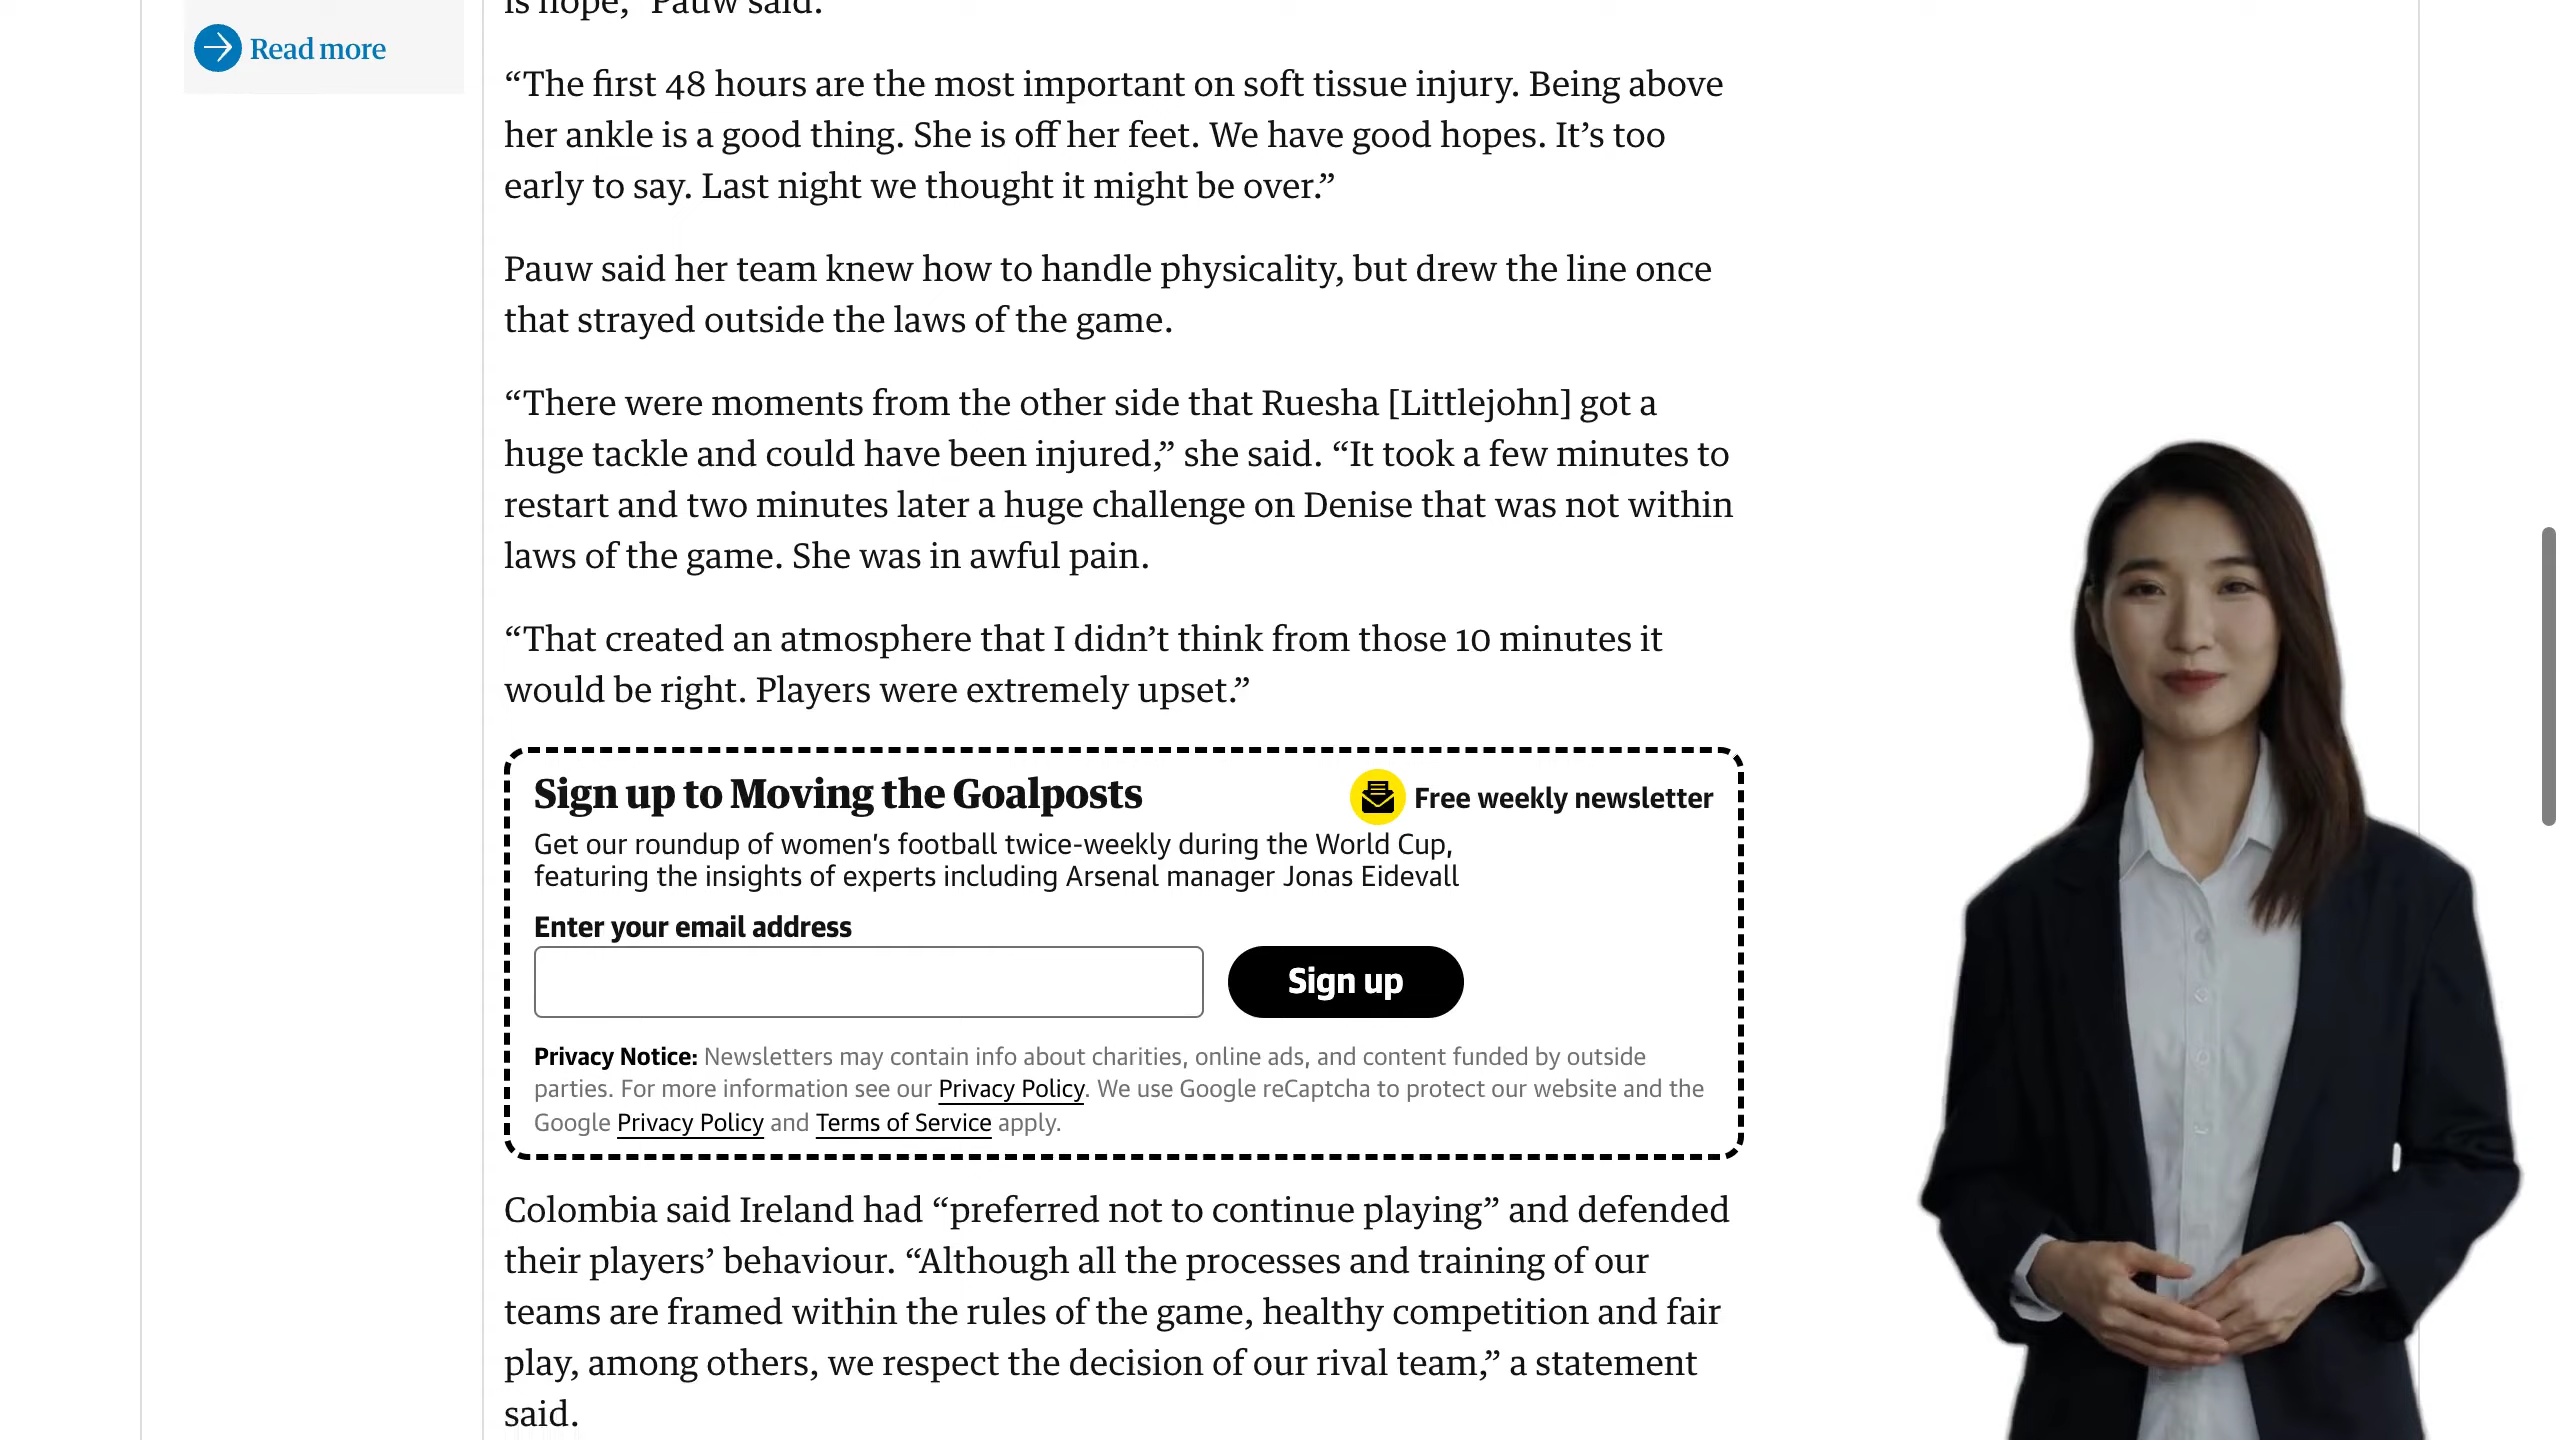 is hope," Pauw said.
Read more
“The first 48 hours are the most important on soft tissue injury. Being above
her ankle is a good thing. She is off her feet. We have good hopes. It’s too
early to say. Last night we thought it might be over.”
Pauw said her team knew how to handle physicality, but drew the line once
that strayed outside the laws of the game.
“There were moments from the other side that Ruesha [Littlejohn] got a
huge tackle and could have been injured,” she said. “It took a few minutes to
restart and two minutes later a huge challenge on Denise that was not within
laws of the game. She was in awful pain.
“That created an atmosphere that I didn’t think from those 10 minutes it
would be right. Players were extremely upset.”
Sign up to Moving the Goalposts
Free weekly newsletter
Get our roundup of women’s football twice-weekly during the World Cup,
featuring the insights of experts including Arsenal manager Jonas Eidevall
Enter your email address
Sign up
Privacy Notice: Newsletters may contain info about charities, online ads, and content funded by outside
parties. For more information see our Privacy Policy. We use Google reCaptcha to protect our website and the
Google Privacy Policy and Terms of Service apply.
Colombia said Ireland had “preferred not to continue playing” and defended
their players’ behaviour. “Although all the processes and training of our
teams are framed within the rules of the game, healthy competition and fair
play, among others, we respect the decision of our rival team,” a statement
said.